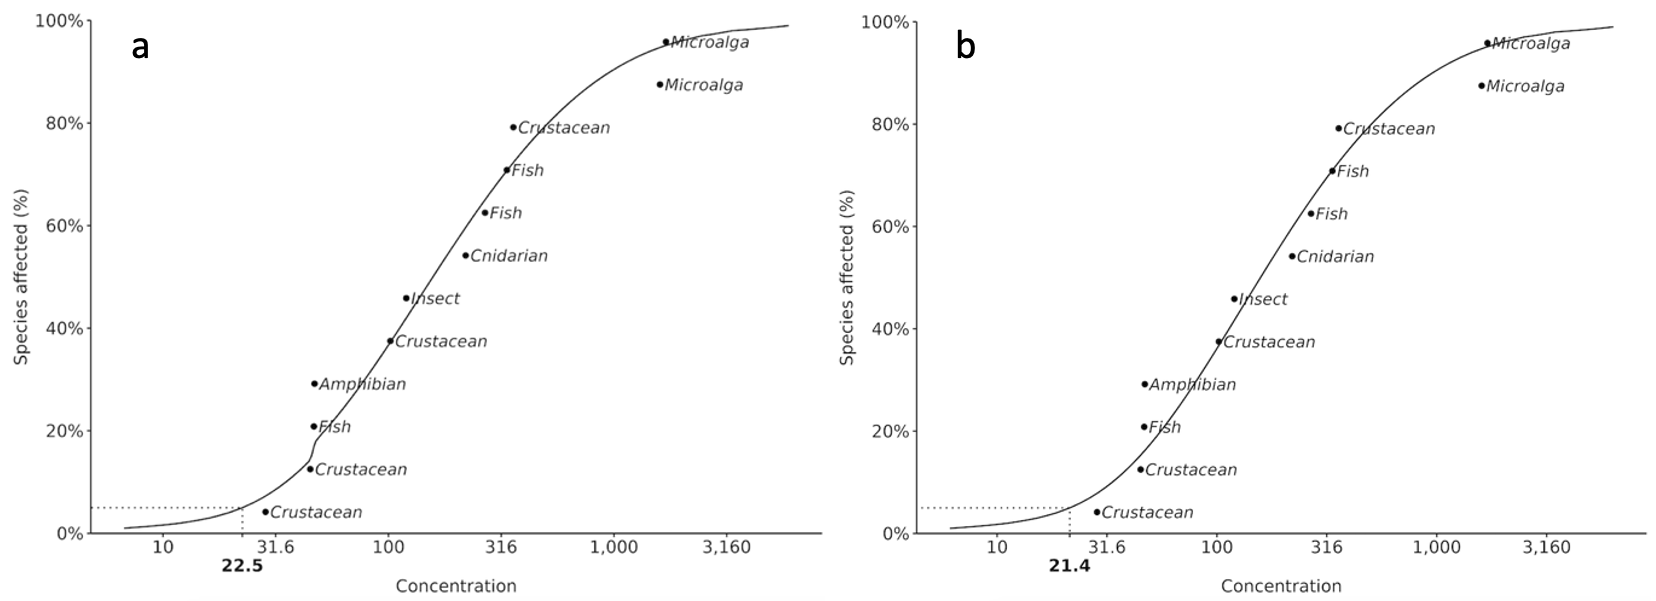 a
Species affected (%)
100%
80%
60%
40%
20%
0%
Microalga
Microalga
Crustacean
Fish
Fish
Cnidarian
Insect
Crustacean
Amphibian
Fish
Crustacean
Crustacean
10 31.6 100 316 1,000 3,160
22.5
Concentration
b
Species affected (%)
100%
80%
60%
40%
20%
0%
Microalga
Microalga
Crustacean
Fish
Fish
Cnidarian
Insect
Crustacean
Amphibian
Fish
Crustacean
Crustacean
10 31.6 100 316 1,000 3,160
21.4
Concentration